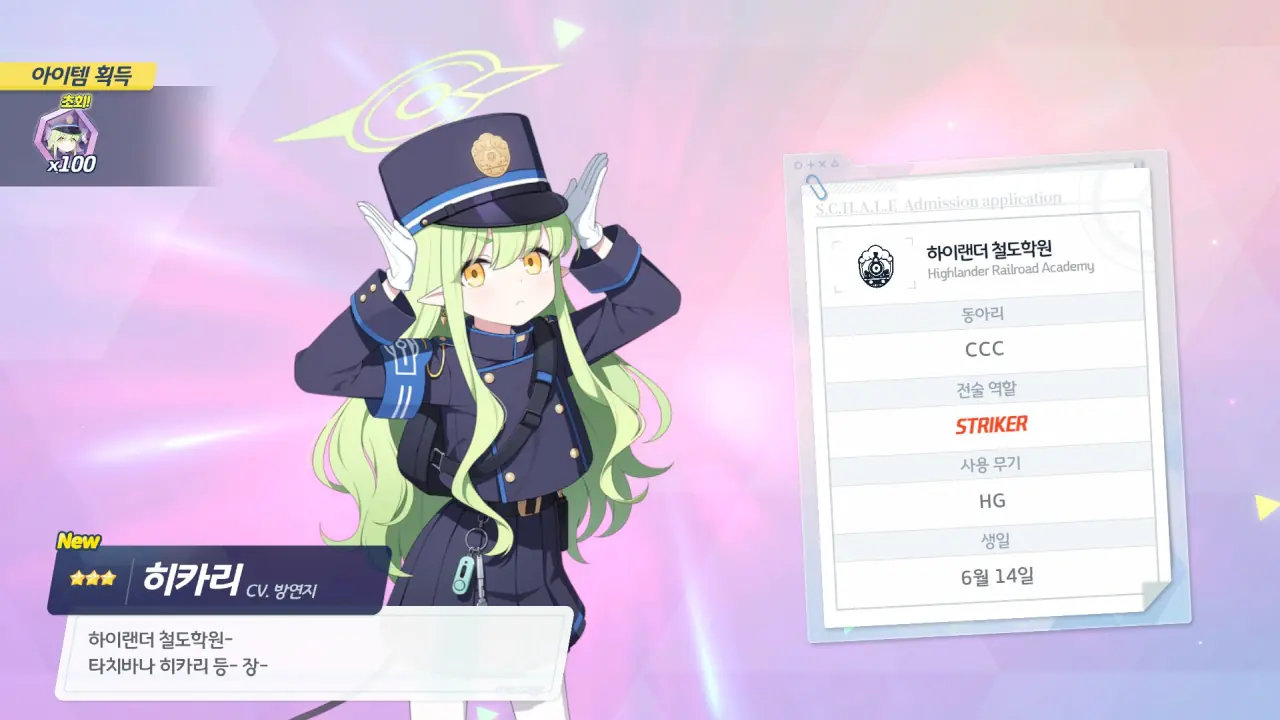 아이템 획득
초회!
x100
S.C.H.A.L.E Admission application
하이랜더 철도학원
Highlander Railroad Academy
동아리
CCC
전술 역할
STRIKER
사용 무기
HG
생일
6월 14일
New
히카리 CV. 방연지
하이랜더 철도학원-
타치바나 히카리 등- 장-